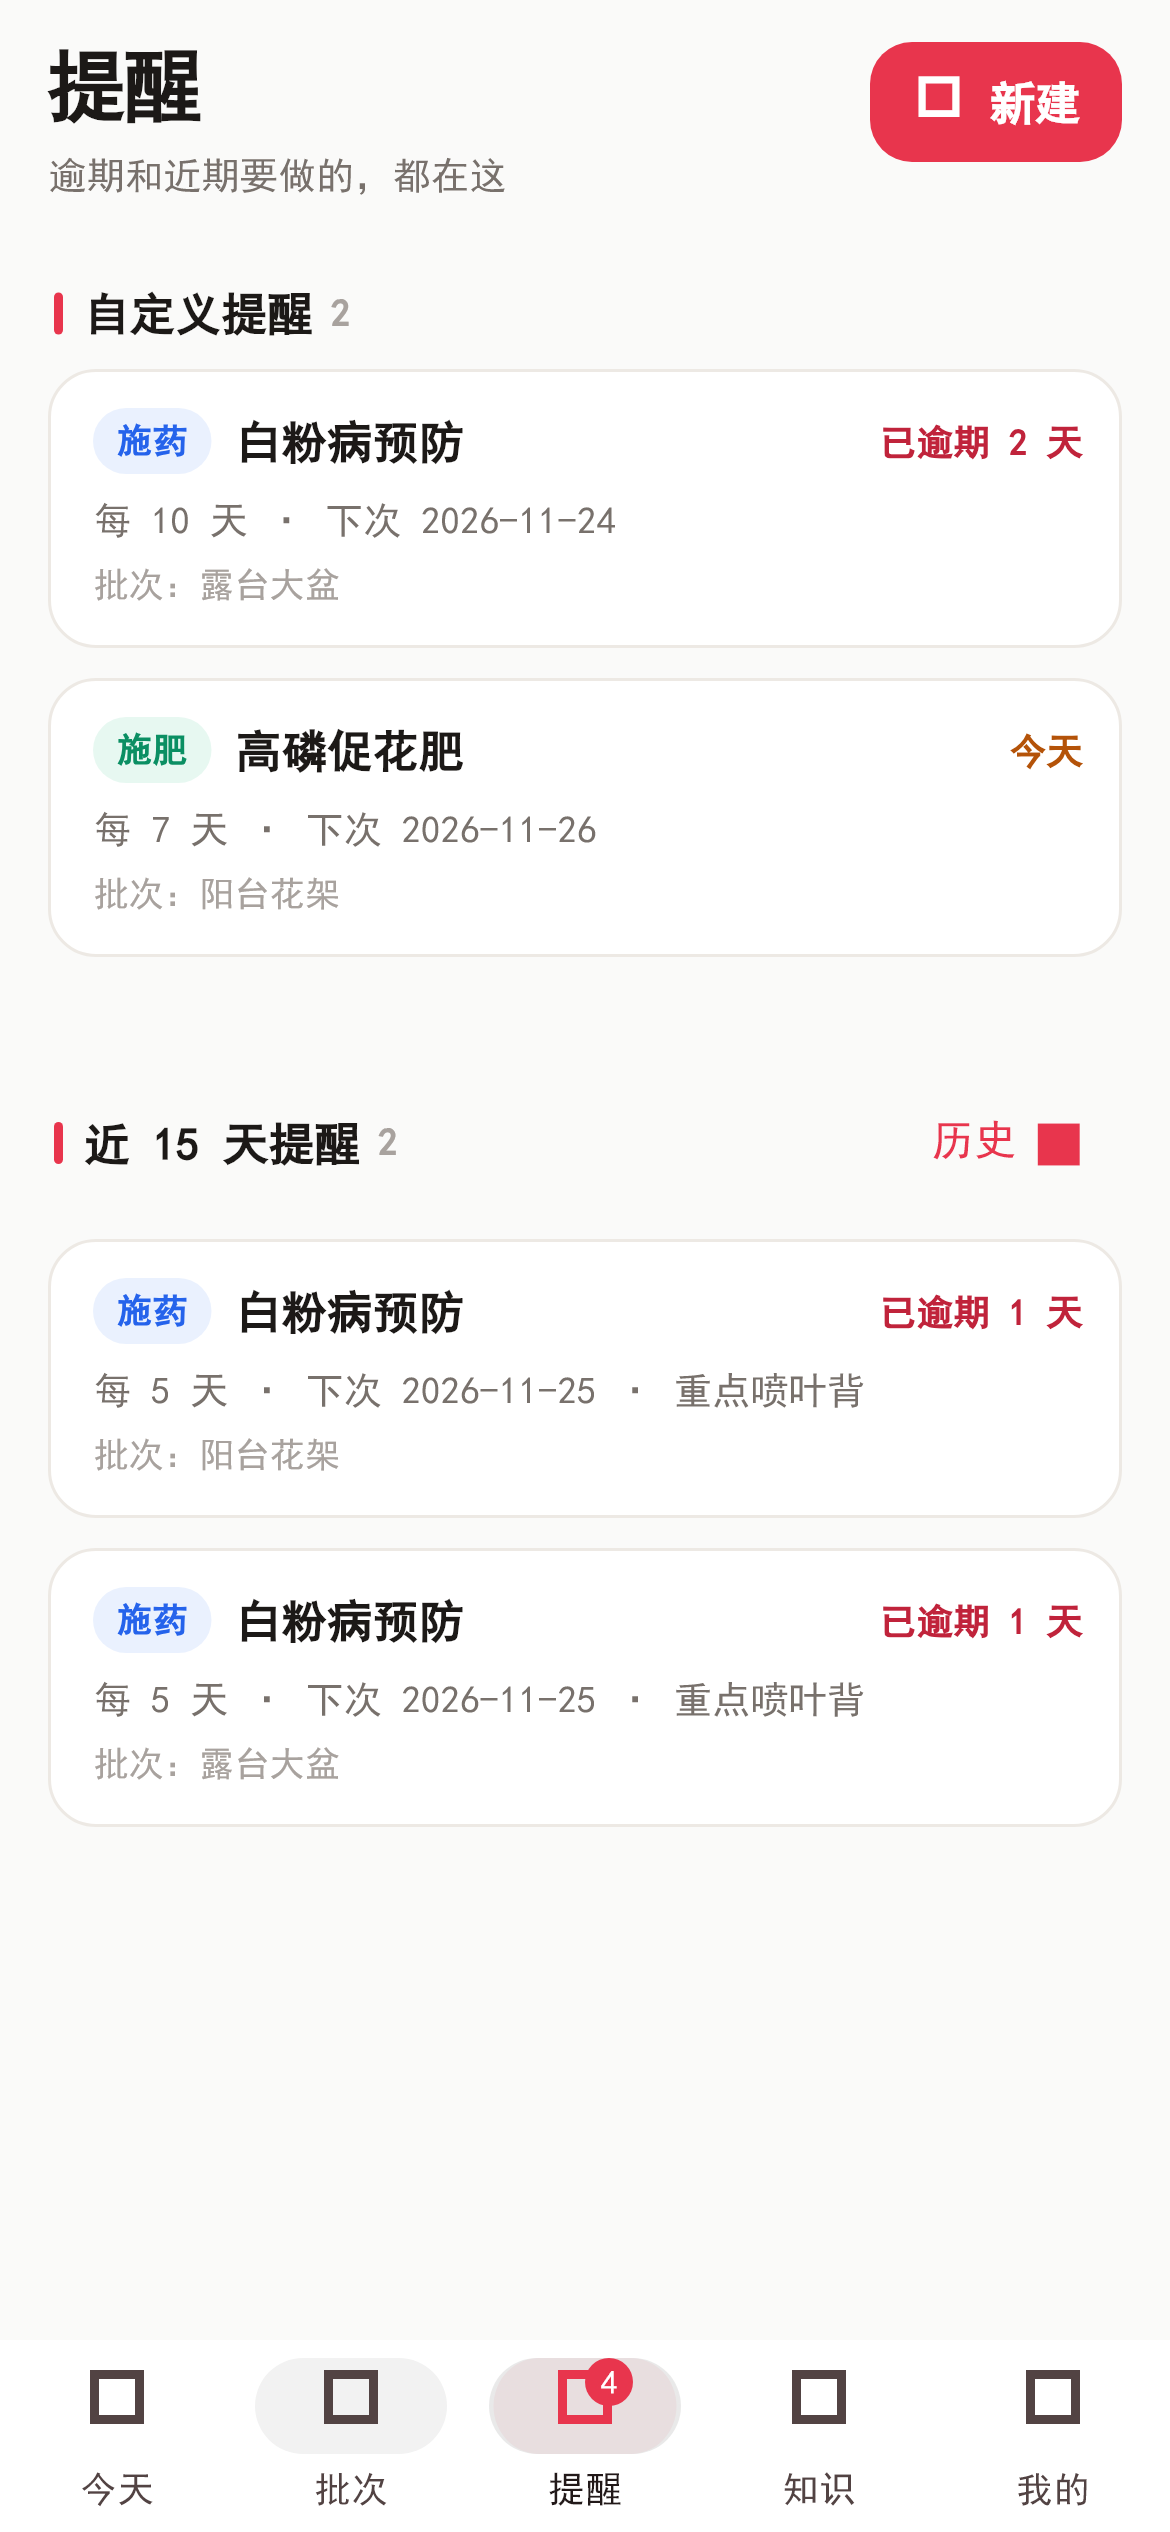 提醒
新建
逾期和近期要做的，都在这
自定义提醒 2
施药 白粉病预防 已逾期 2 天
每 10 天 · 下次 2026-11-24
批次：露台大盆
施肥 高磷促花肥 今天
每 7 天 · 下次 2026-11-26
批次：阳台花架
近 15 天提醒 2 历史
施药 白粉病预防 已逾期 1 天
每 5 天 · 下次 2026-11-25 · 重点喷叶背
批次：阳台花架
施药 白粉病预防 已逾期 1 天
每 5 天 · 下次 2026-11-25 · 重点喷叶背
批次：露台大盆
4
今天 批次 提醒 知识 我的